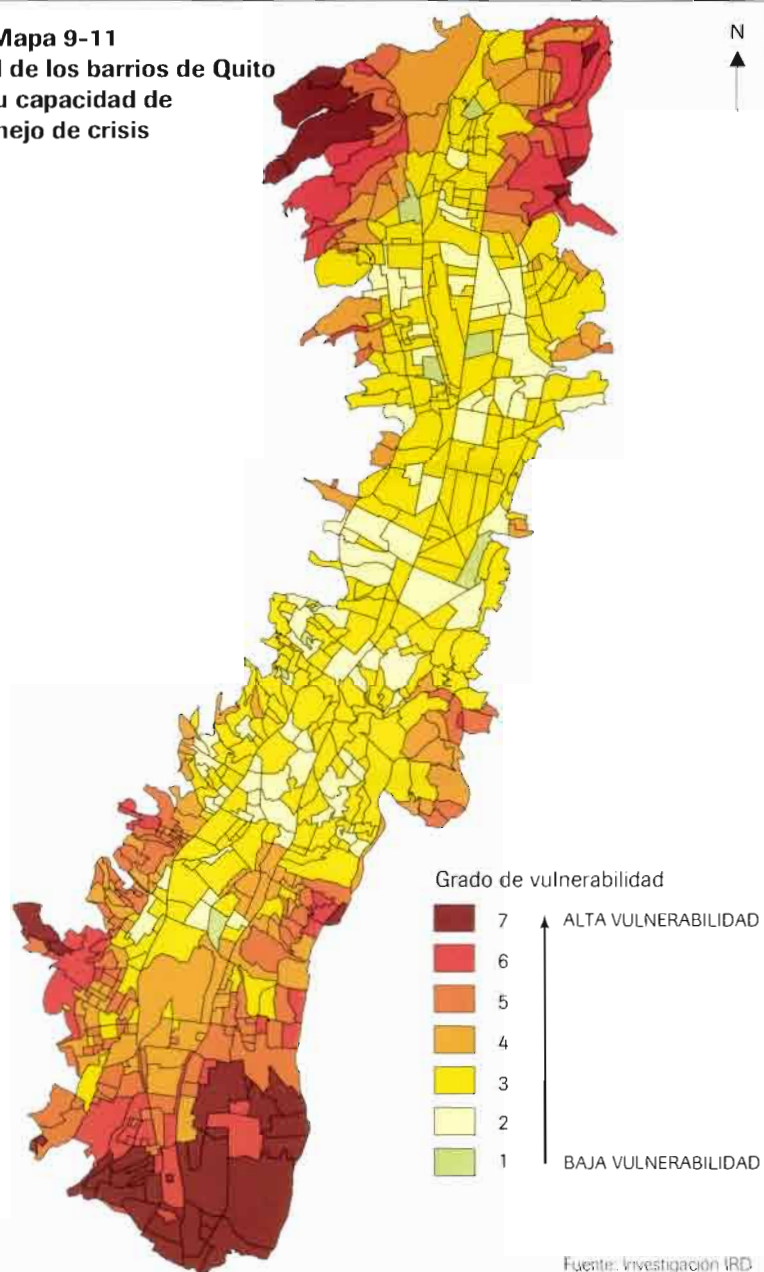 Mapa 9-11
de los barrios de Quito
capacidad de
nejo de crisis
N
Grado de vulnerabilidad
7 ALTA VULNERABILIDAD
6
5
4
3
2
1 BAJA VULNERABILIDAD
Fuente: Investigación IRD